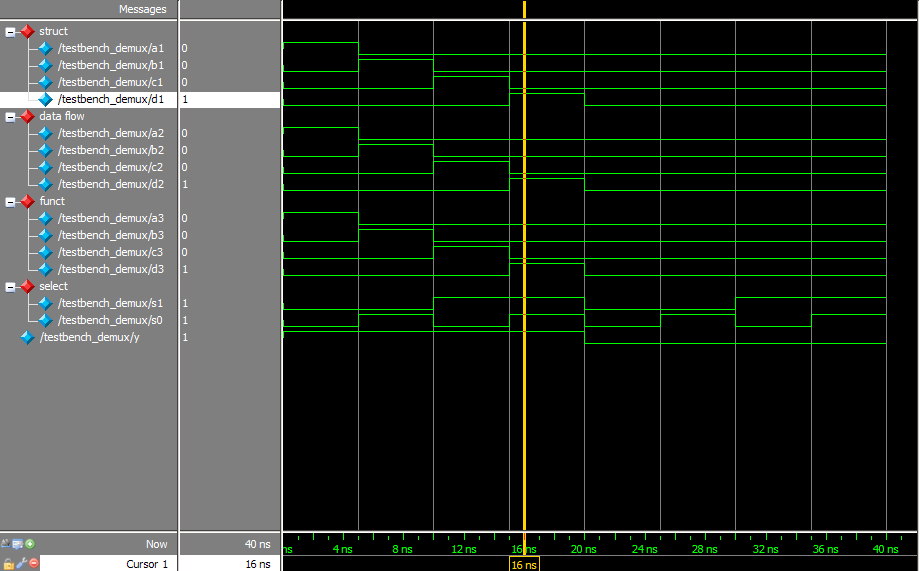 Messages
struct
/testbench_demux/a1 0
/testbench_demux/b1 0
/testbench_demux/c1 0
/testbench_demux/d1 1
data flow
/testbench_demux/a2 0
/testbench_demux/b2 0
/testbench_demux/c2 0
/testbench_demux/d2 1
funct
/testbench_demux/a3 0
/testbench_demux/b3 0
/testbench_demux/c3 0
/testbench_demux/d3 1
select
/testbench_demux/s1 1
/testbench_demux/s0 1
/testbench_demux/y 1
Now 40 ns ns 4 ns 8 ns 12 ns 16 ns 20 ns 24 ns 28 ns 32 ns 36 ns 40 ns
Cursor 1 16 ns 16 ns